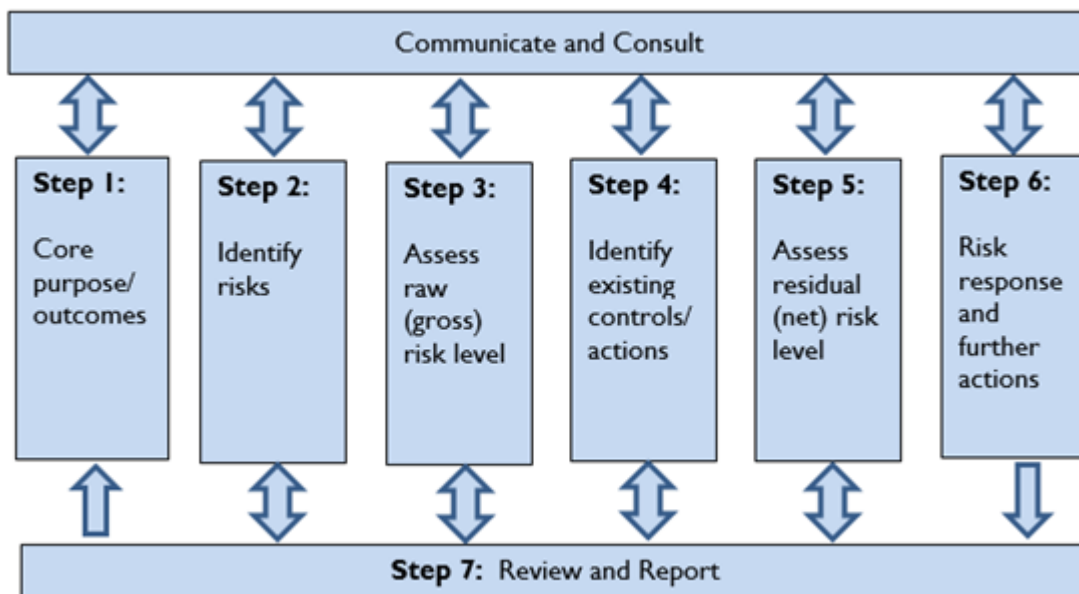 Communicate and Consult
Step 1:
Core
purpose/
outcomes
Step 2:
Identify
risks
Step 3:
Assess
raw
(gross)
risk level
Step 4:
Identify
existing
controls/
actions
Step 5:
Assess
residual
(net) risk
level
Step 6:
Risk
response
and
further
actions
Step 7: Review and Report